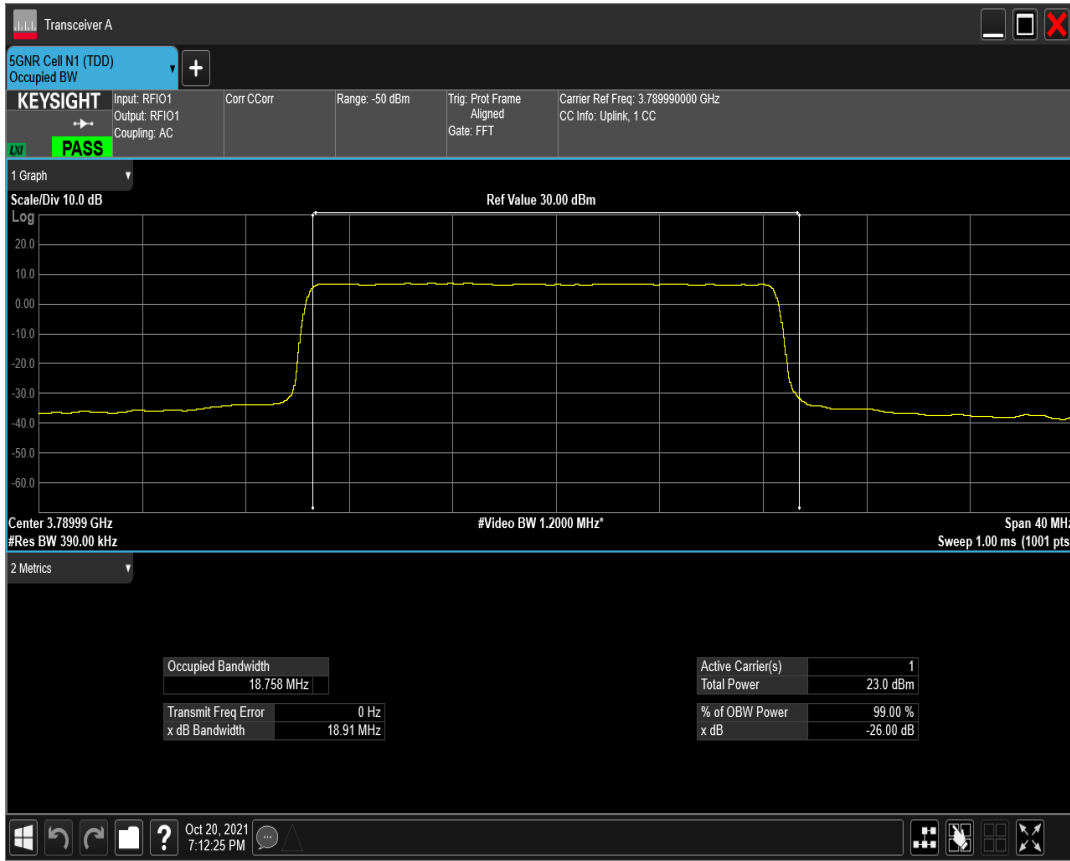 Transceiver A
5GNR Cell N1 (TDD)
Occupied BW
KEYSIGHT
LXI
PASS
Input: RFIO1
Output: RFIO1
Coupling: AC
Corr CCorr
Range: -50 dBm
Trig: Prot Frame
Aligned
Gate: FFT
Carrier Ref Freq: 3.789990000 GHz
CC Info: Uplink, 1 CC
1 Graph
Scale/Div 10.0 dB
Ref Value 30.00 dBm
Log
20.0
10.0
0.00
-10.0
-20.0
-30.0
-40.0
-50.0
-60.0
Center 3.78999 GHz
#Video BW 1.2000 MHz*
Span 40 MHz
#Res BW 390.00 kHz
Sweep 1.00 ms (1001 pts
2 Metrics
Occupied Bandwidth
18.758 MHz
Transmit Freq Error 0 Hz
x dB Bandwidth 18.91 MHz
Active Carrier(s) 1
Total Power 23.0 dBm
% of OBW Power 99.00 %
x dB -26.00 dB
?
Oct 20, 2021
7:12:25 PM